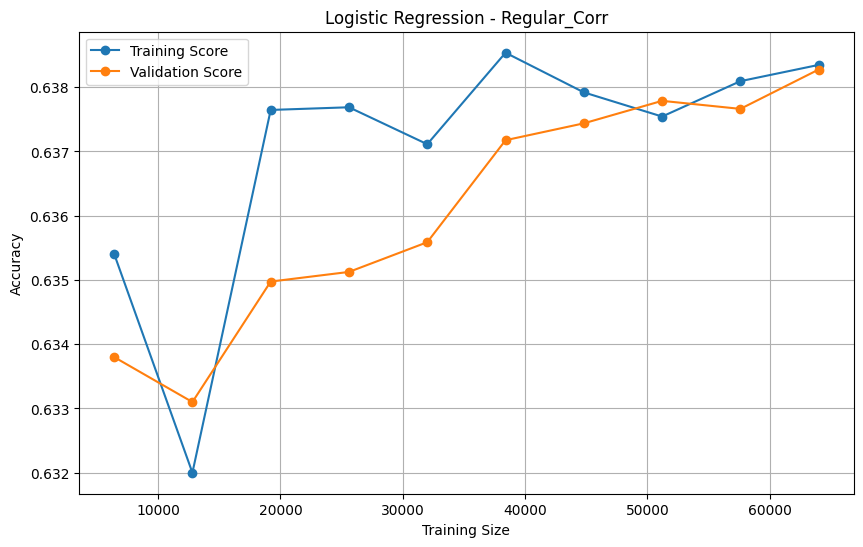 Logistic Regression - Regular_Corr
Training Score
Validation Score
0.638
0.637
0.636
0.635
0.634
0.633
0.632
Accuracy
10000 20000 30000 40000 50000 60000
Training Size